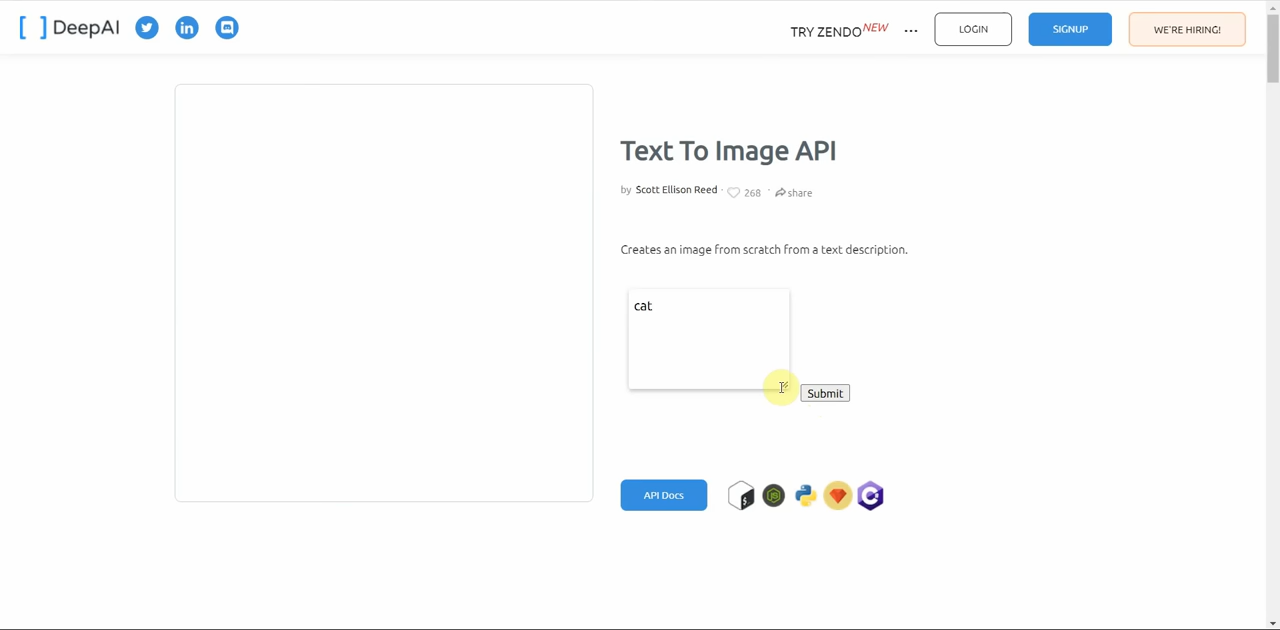 [ ] DeepAI
TRY ZENDO NEW ··· LOGIN SIGNUP WE'RE HIRING!
Text To Image API
by Scott Ellison Reed · 268 · share
Creates an image from scratch from a text description.
cat
Submit
API Docs